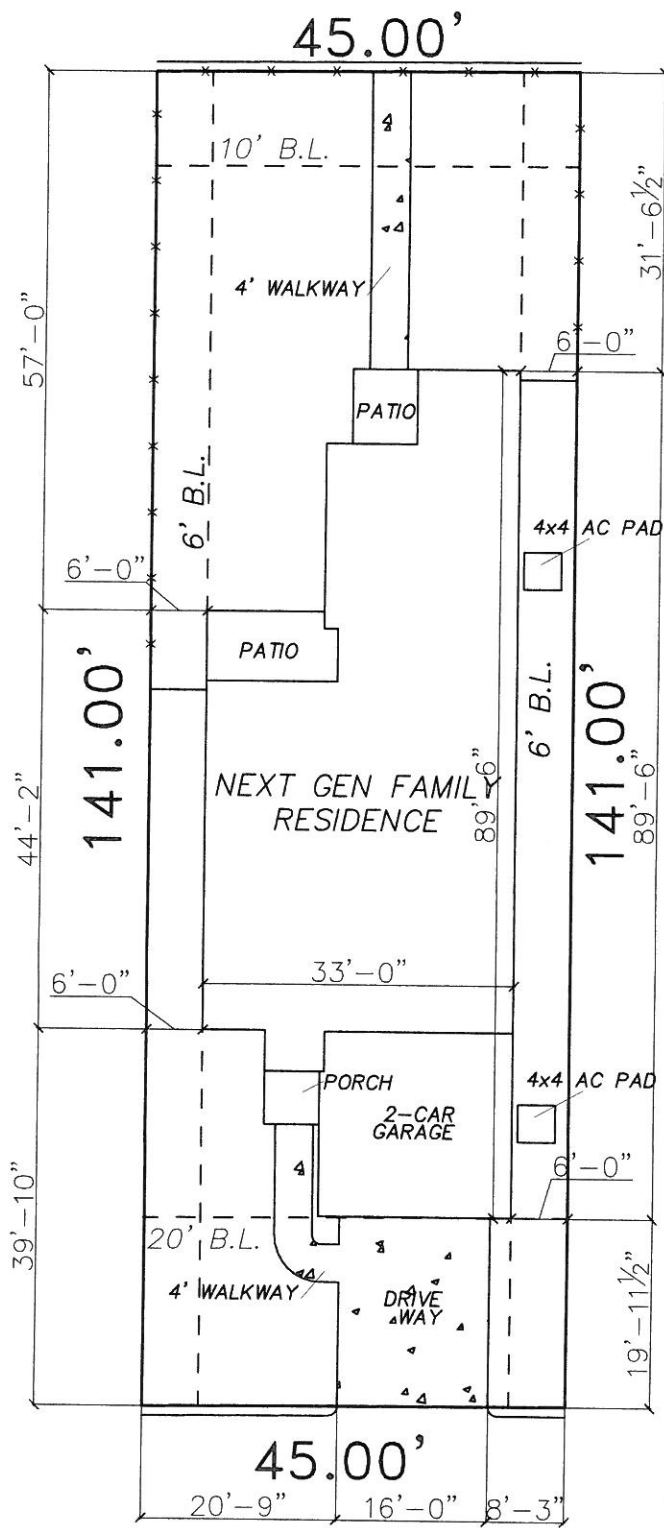 45.00'
10' B.L.
31'-6½"
4' WALKWAY
57'-0"
6'-0"
PATIO
6' B.L.
4x4 AC PAD
6'-0"
PATIO
6' B.L.
141.00'
141.00'
NEXT GEN FAMILY
RESIDENCE
89'-6"
89'-6"
44'-2"
33'-0"
6'-0"
PORCH
4x4 AC PAD
2-CAR
GARAGE
6'-0"
39'-10"
20' B.L.
4' WALKWAY
DRIVE
WAY
19'-11½"
45.00'
20'-9"
16'-0"
8'-3"